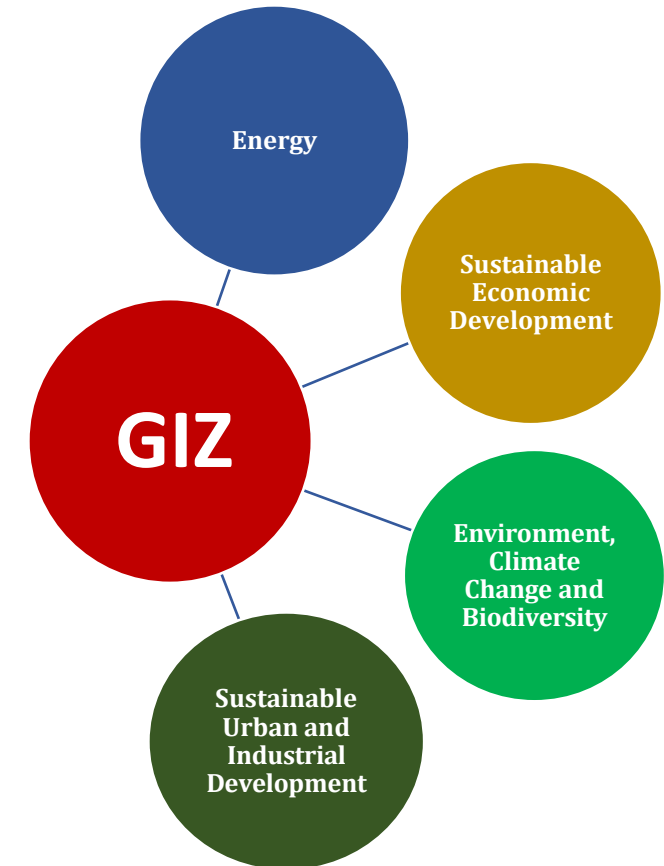 Energy
Sustainable
Economic
Development
GIZ
Environment,
Climate
Change and
Biodiversity
Sustainable
Urban and
Industrial
Development